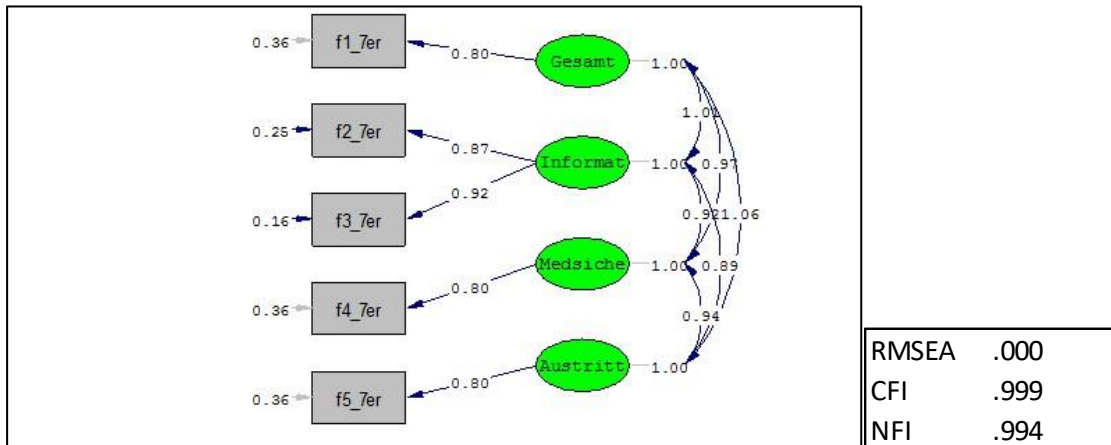 0.36 f1_7er 0.80 Gesamt 1.00
1.01
0.25 f2_7er 0.87 Informat 1.00 0.97
0.92
0.16 f3_7er 0.92 1.06
Medsiche 1.00 0.89
0.36 f4_7er 0.80
0.94
Austritt 1.00
0.36 f5_7er 0.80
RMSEA .000
CFI .999
NFI .994